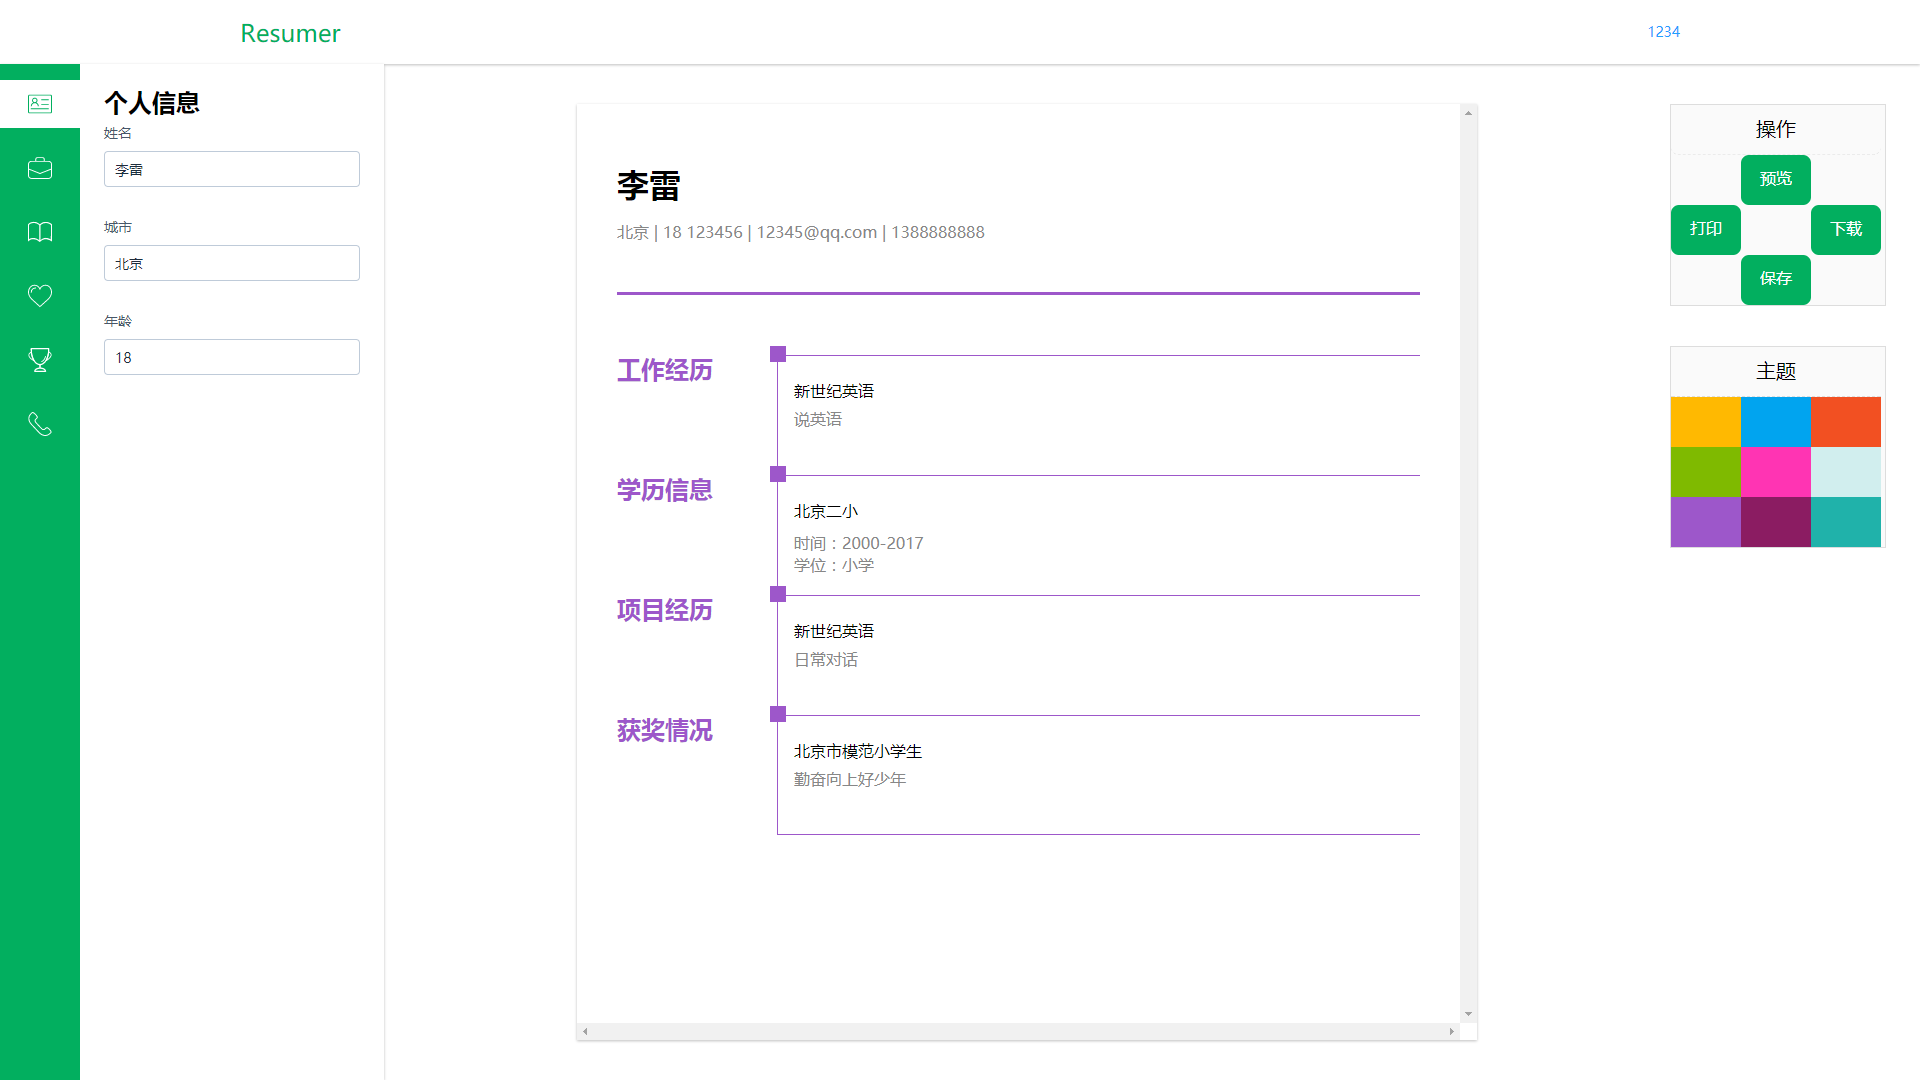 Resumer
1234
个人信息
姓名
李雷
城市
北京
年龄
18
李雷
北京 | 18 123456 | 12345@qq.com | 1388888888
工作经历
新世纪英语
说英语
学历信息
北京二小
时间：2000-2017
学位：小学
项目经历
新世纪英语
日常对话
获奖情况
北京市模范小学生
勤奋向上好少年
操作
预览
打印 下载
保存
主题